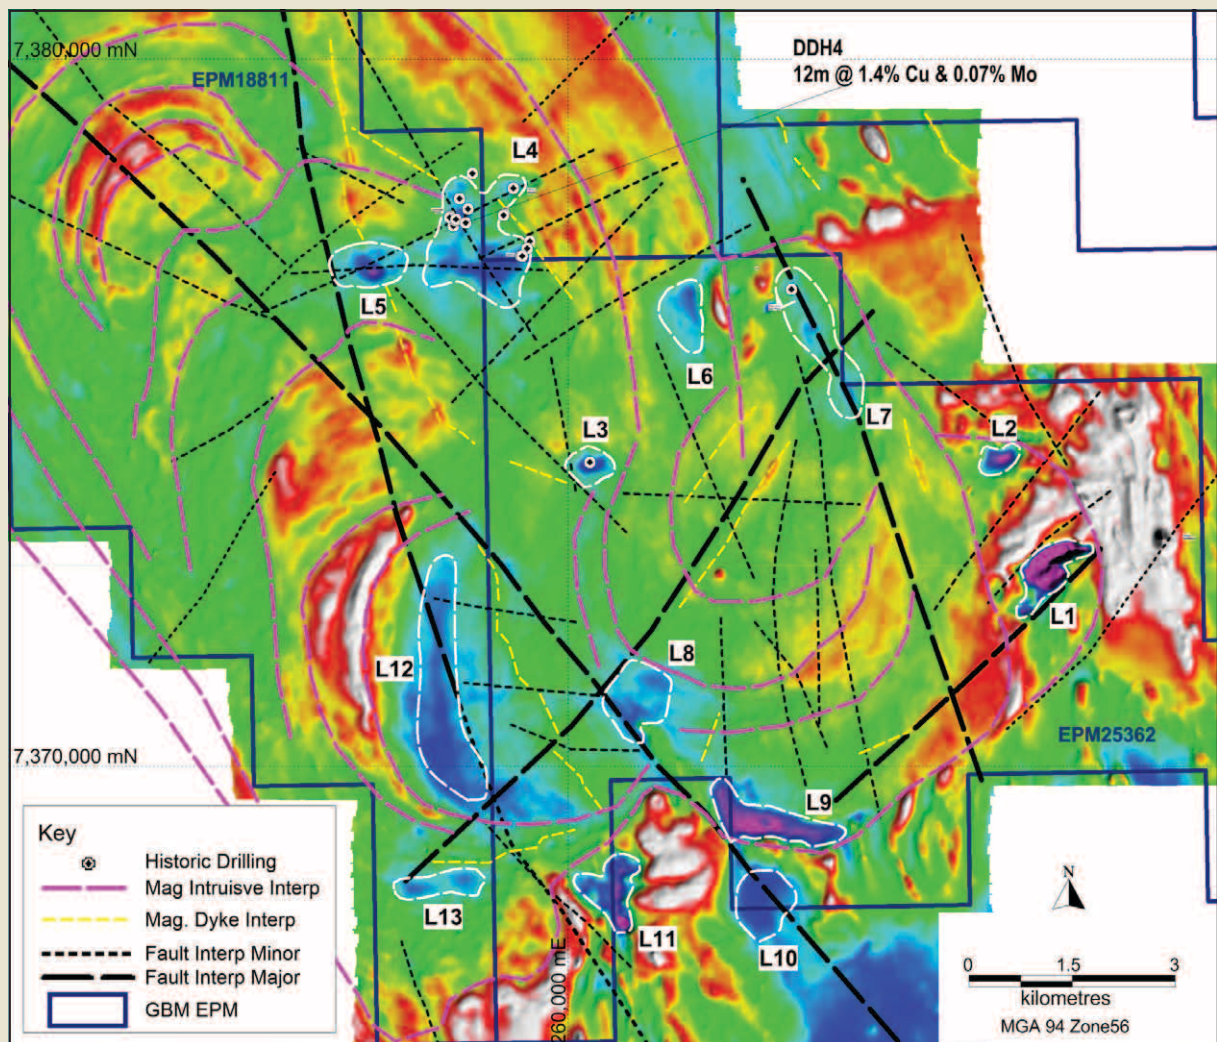 7,380,000 mN
EPM18811
DDH4
12m @ 1.4% Cu & 0.07% Mo
L4
L5
L6
L7
L3
L2
L1
L12
L8
EPM25362
7,370,000 mN
L9
L13
L11
L10
260,000 mE
Key
Historic Drilling
Mag Intruisve Interp
Mag. Dyke Interp
Fault Interp Minor
Fault Interp Major
GBM EPM
N
0 1.5 3
kilometres
MGA 94 Zone56